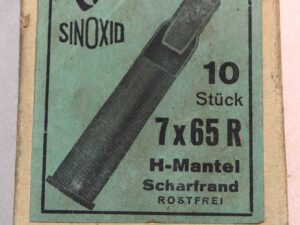 SINOXID
10
Stück
7x65 R
H-Mantel
Scharfrand
ROSTFREI